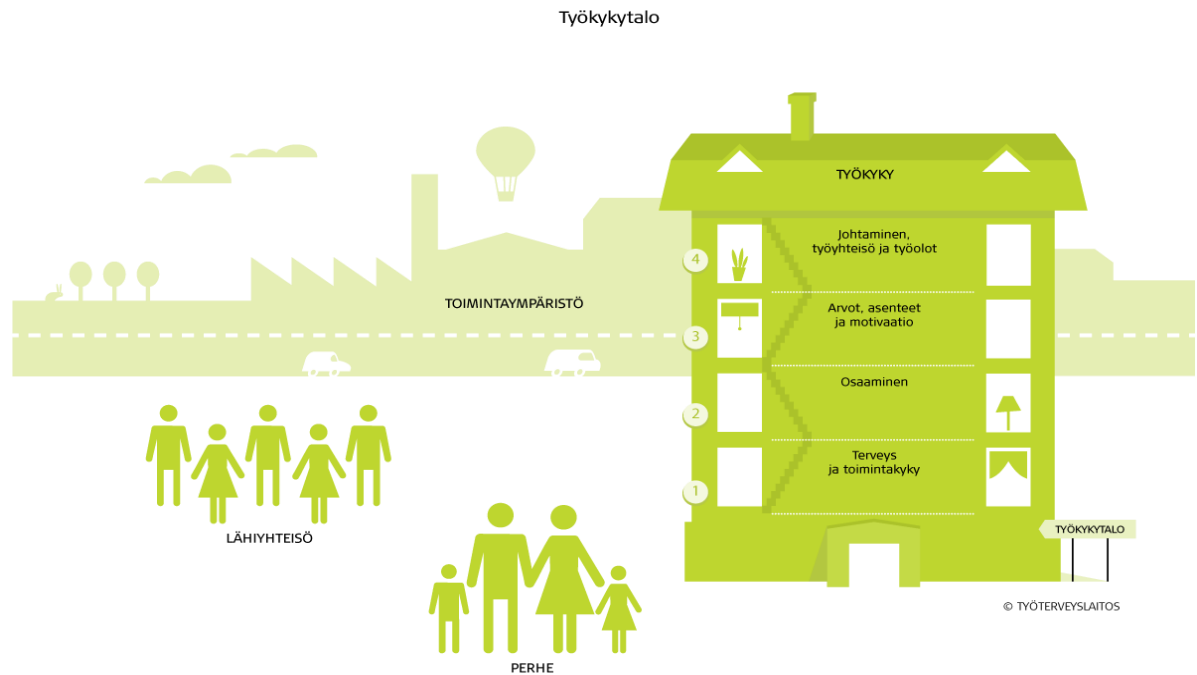 Työkykytalo
TYÖKYKY
Johtaminen,
työyhteisö ja työolot
4
Arvot, asenteet
ja motivaatio
3
TOIMINTAYMPÄRISTÖ
Osaaminen
2
Terveys
ja toimintakyky
1
TYÖKYKYTALO
LÄHIYHTEISÖ
PERHE
© TYÖTERVEYSLAITOS